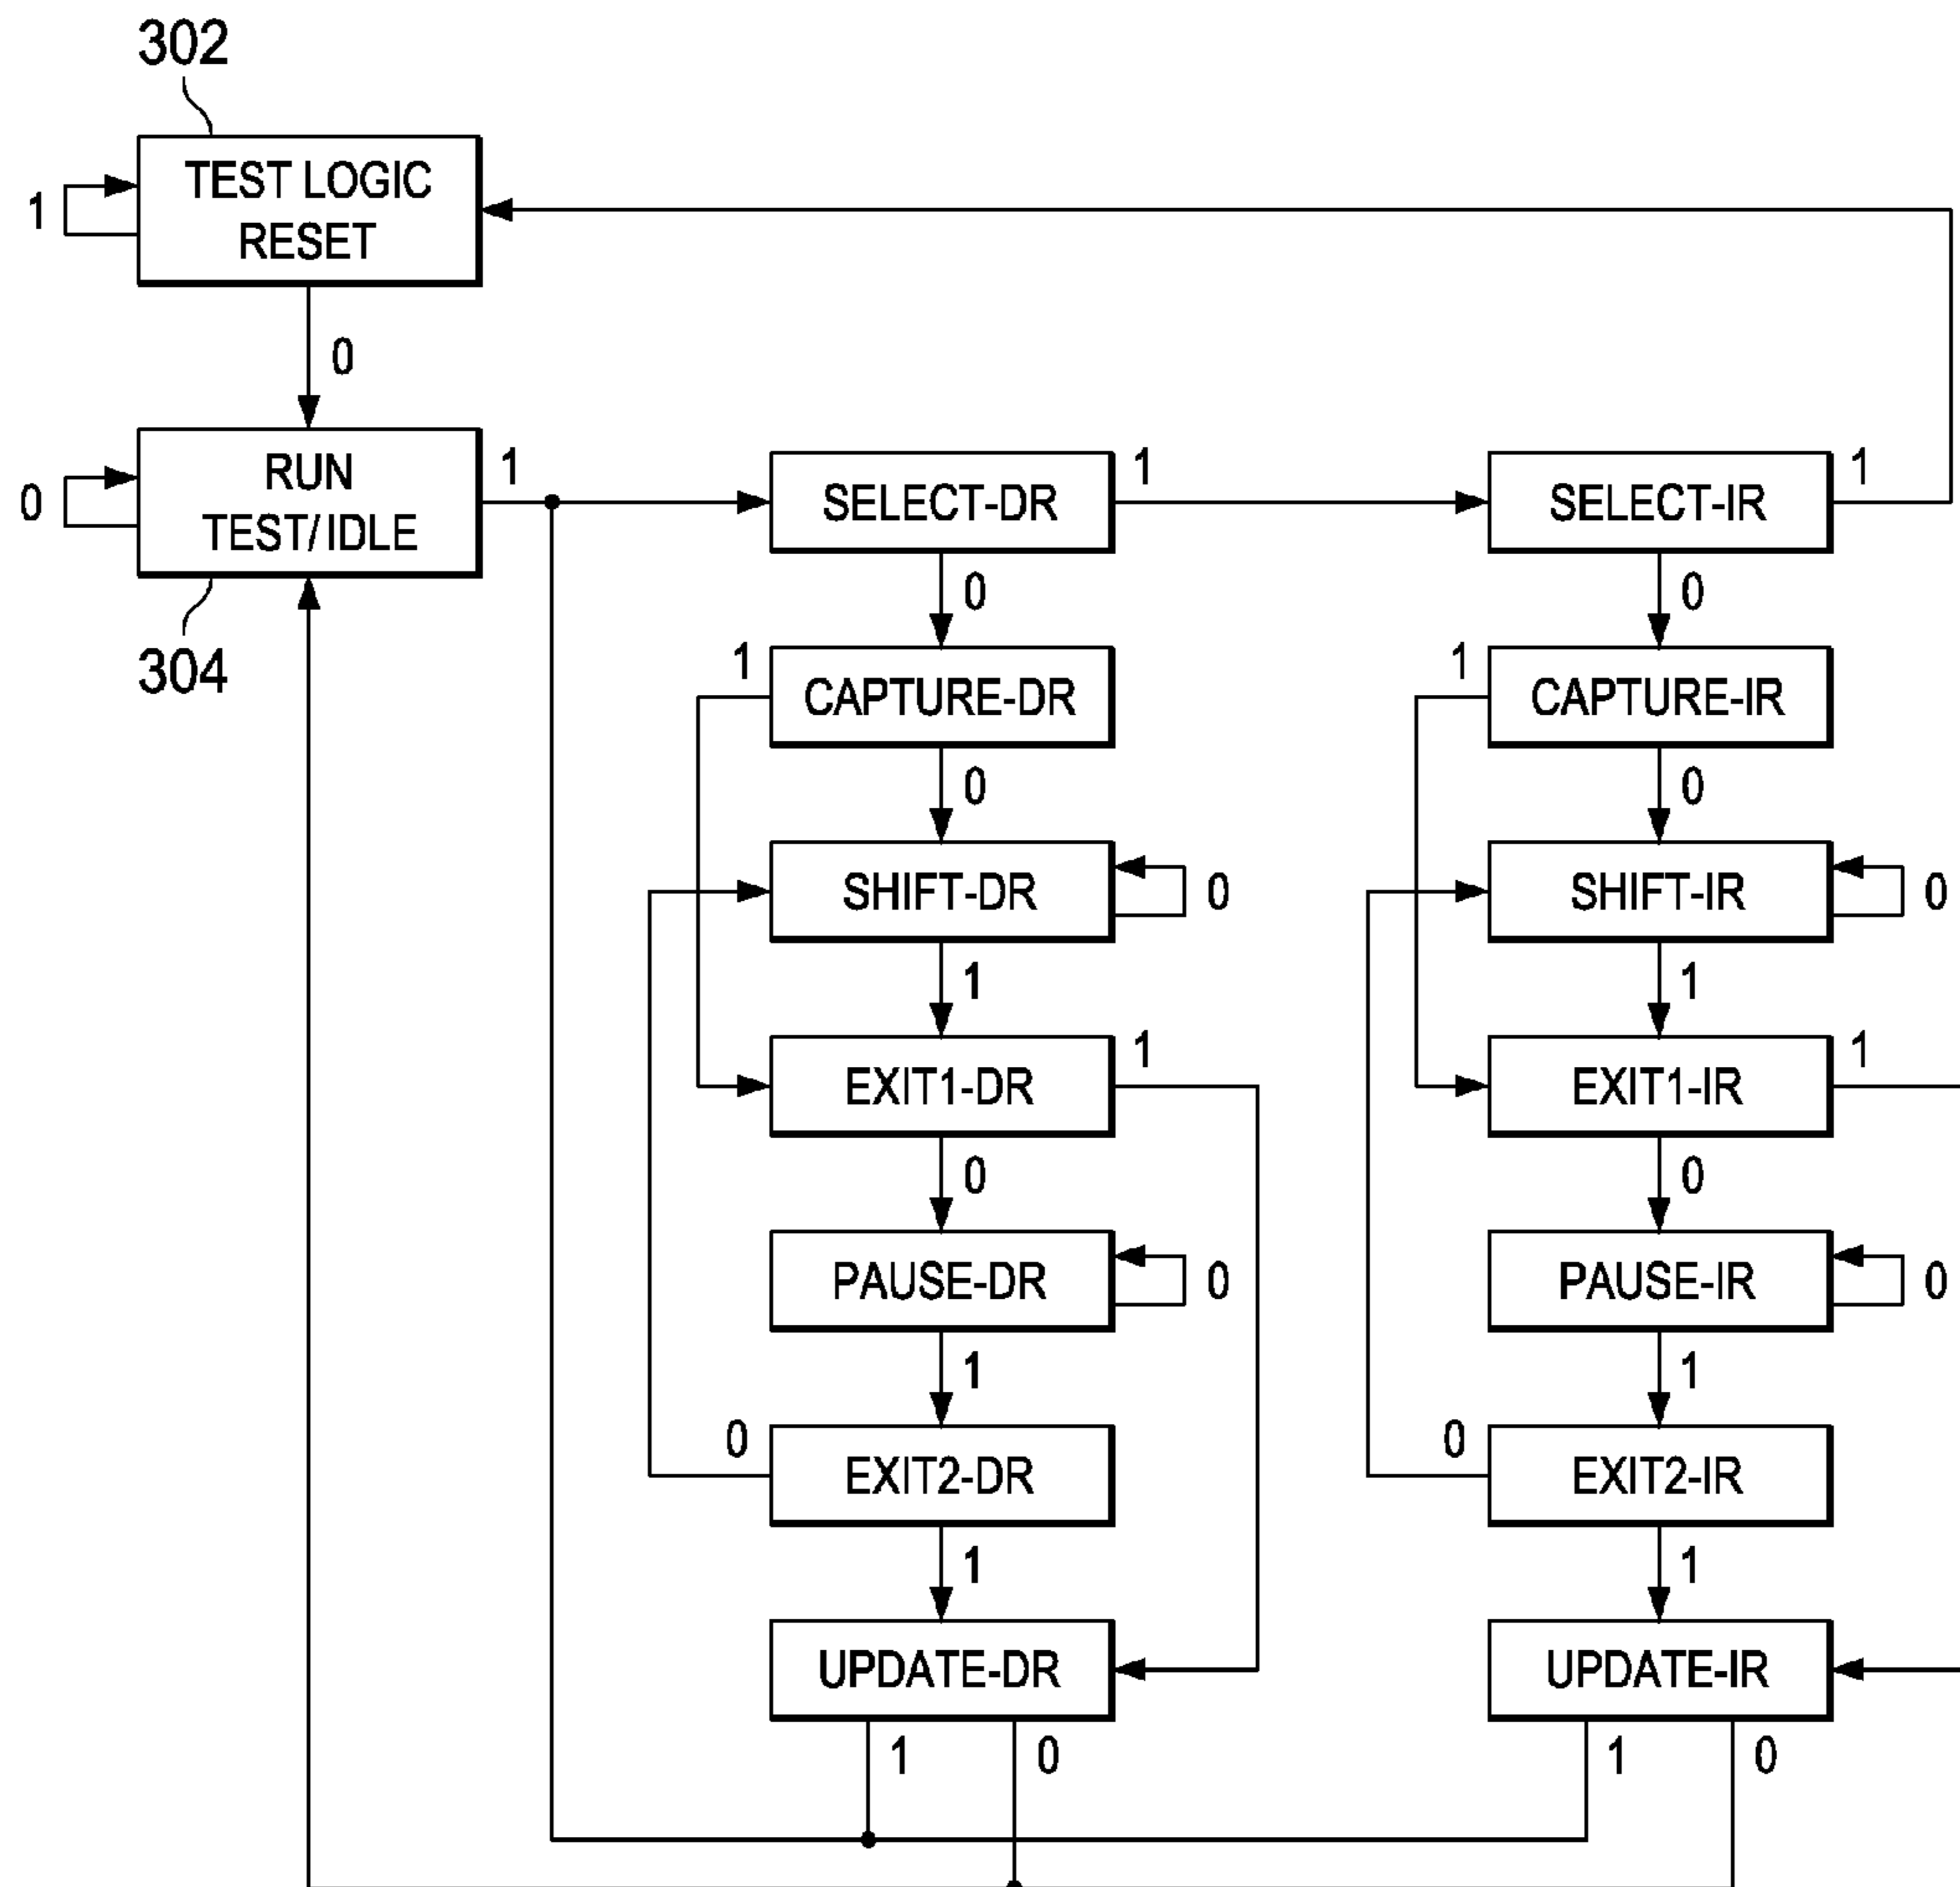 302
TEST LOGIC
RESET
1
0
RUN
TEST/IDLE
0
1
304
SELECT-DR
1
0
1
CAPTURE-DR
0
SHIFT-DR
0
1
EXIT1-DR
1
0
PAUSE-DR
0
1
0
EXIT2-DR
1
UPDATE-DR
1
0
SELECT-IR
1
0
1
CAPTURE-IR
0
SHIFT-IR
0
1
EXIT1-IR
1
0
PAUSE-IR
0
1
0
EXIT2-IR
1
UPDATE-IR
1
0